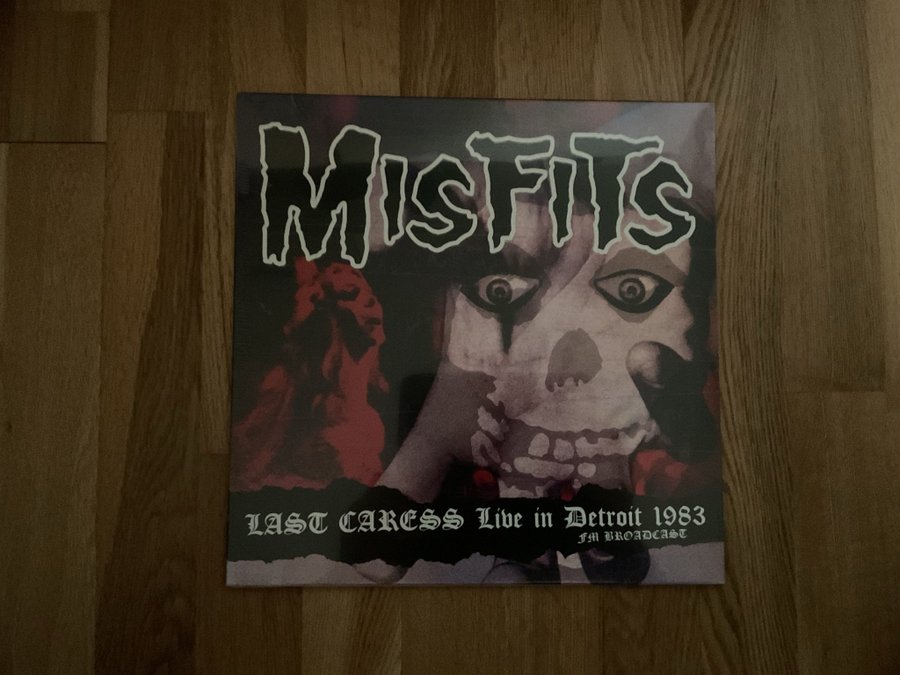 MISFITS
LAST CARESS Live in Detroit 1983
FM BROADCAST